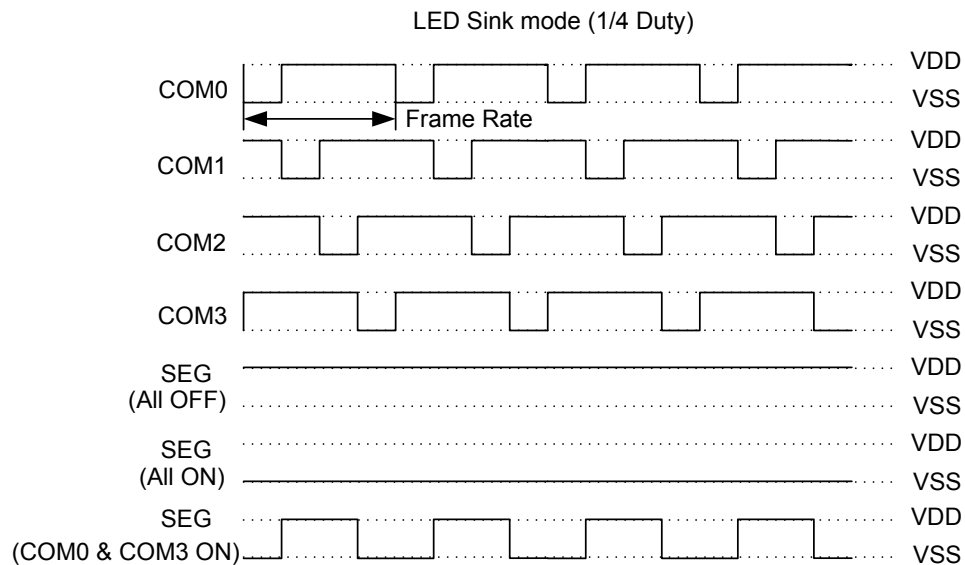 LED Sink mode (1/4 Duty)
COM0
VDD
VSS
Frame Rate
COM1
VDD
VSS
COM2
VDD
VSS
COM3
VDD
VSS
SEG
(All OFF)
VDD
VSS
SEG
(All ON)
VDD
VSS
SEG
(COM0 & COM3 ON)
VDD
VSS